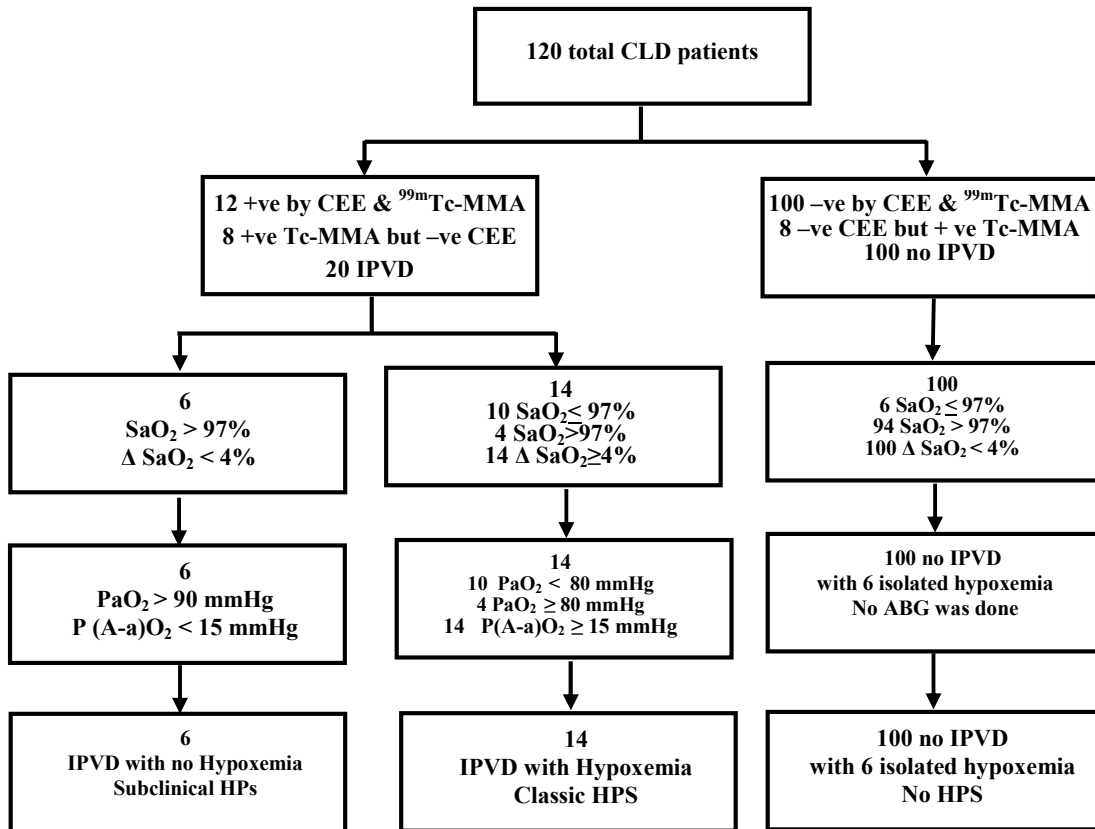 120 total CLD patients
12 +ve by CEE & ⁹⁹ᵐTc-MMA
8 +ve Tc-MMA but –ve CEE
20 IPVD
100 –ve by CEE & ⁹⁹ᵐTc-MMA
8 –ve CEE but + ve Tc-MMA
100 no IPVD
6
SaO₂ > 97%
Δ SaO₂ < 4%
14
10 SaO₂≤ 97%
4 SaO₂>97%
14 Δ SaO₂≥4%
100
6 SaO₂ ≤ 97%
94 SaO₂ > 97%
100 Δ SaO₂ < 4%
6
PaO₂ > 90 mmHg
P (A-a)O₂ < 15 mmHg
14
10 PaO₂ < 80 mmHg
4 PaO₂ ≥ 80 mmHg
14 P(A-a)O₂ ≥ 15 mmHg
100 no IPVD
with 6 isolated hypoxemia
No ABG was done
6
IPVD with no Hypoxemia
Subclinical HPs
14
IPVD with Hypoxemia
Classic HPS
100 no IPVD
with 6 isolated hypoxemia
No HPS